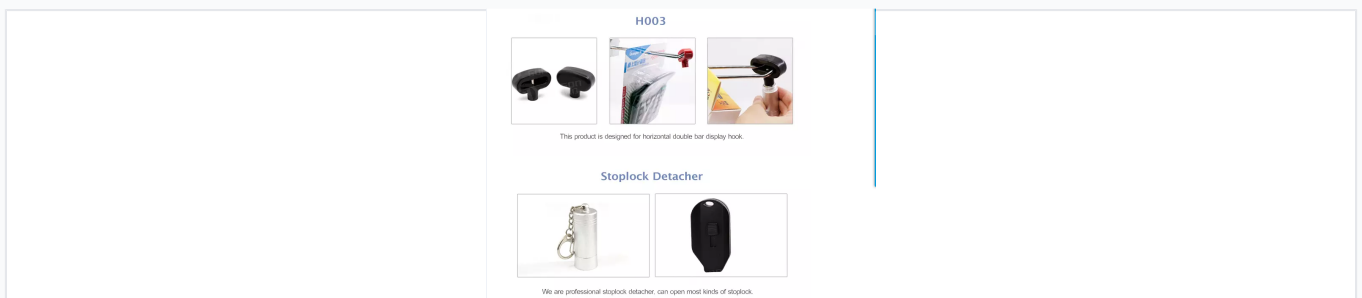 H003
This product is designed for horizontal double bar display hook.
Stoplock Detacher
We are professional stoplock detacher, can open most kinds of stoplock.